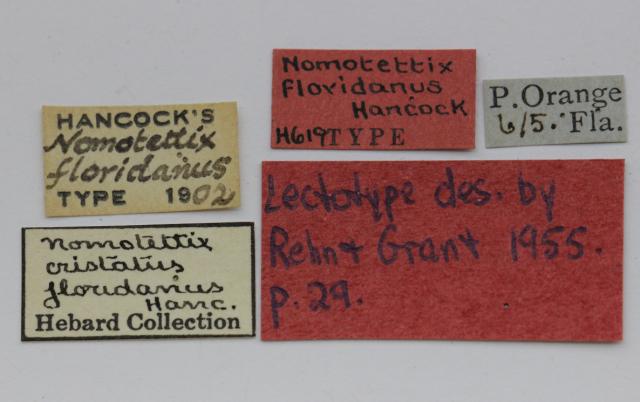 HANCOCK'S
Nomotettix
floridanus
TYPE 1902
Nomotettix
floridanus
Hancock
H619 TYPE
P. Orange
6/5. Fla.
nomotettix
cristatus
floridanus
Hanc.
Hebard Collection
Lectotype des. by
Rehn + Grant 1955.
p. 29.